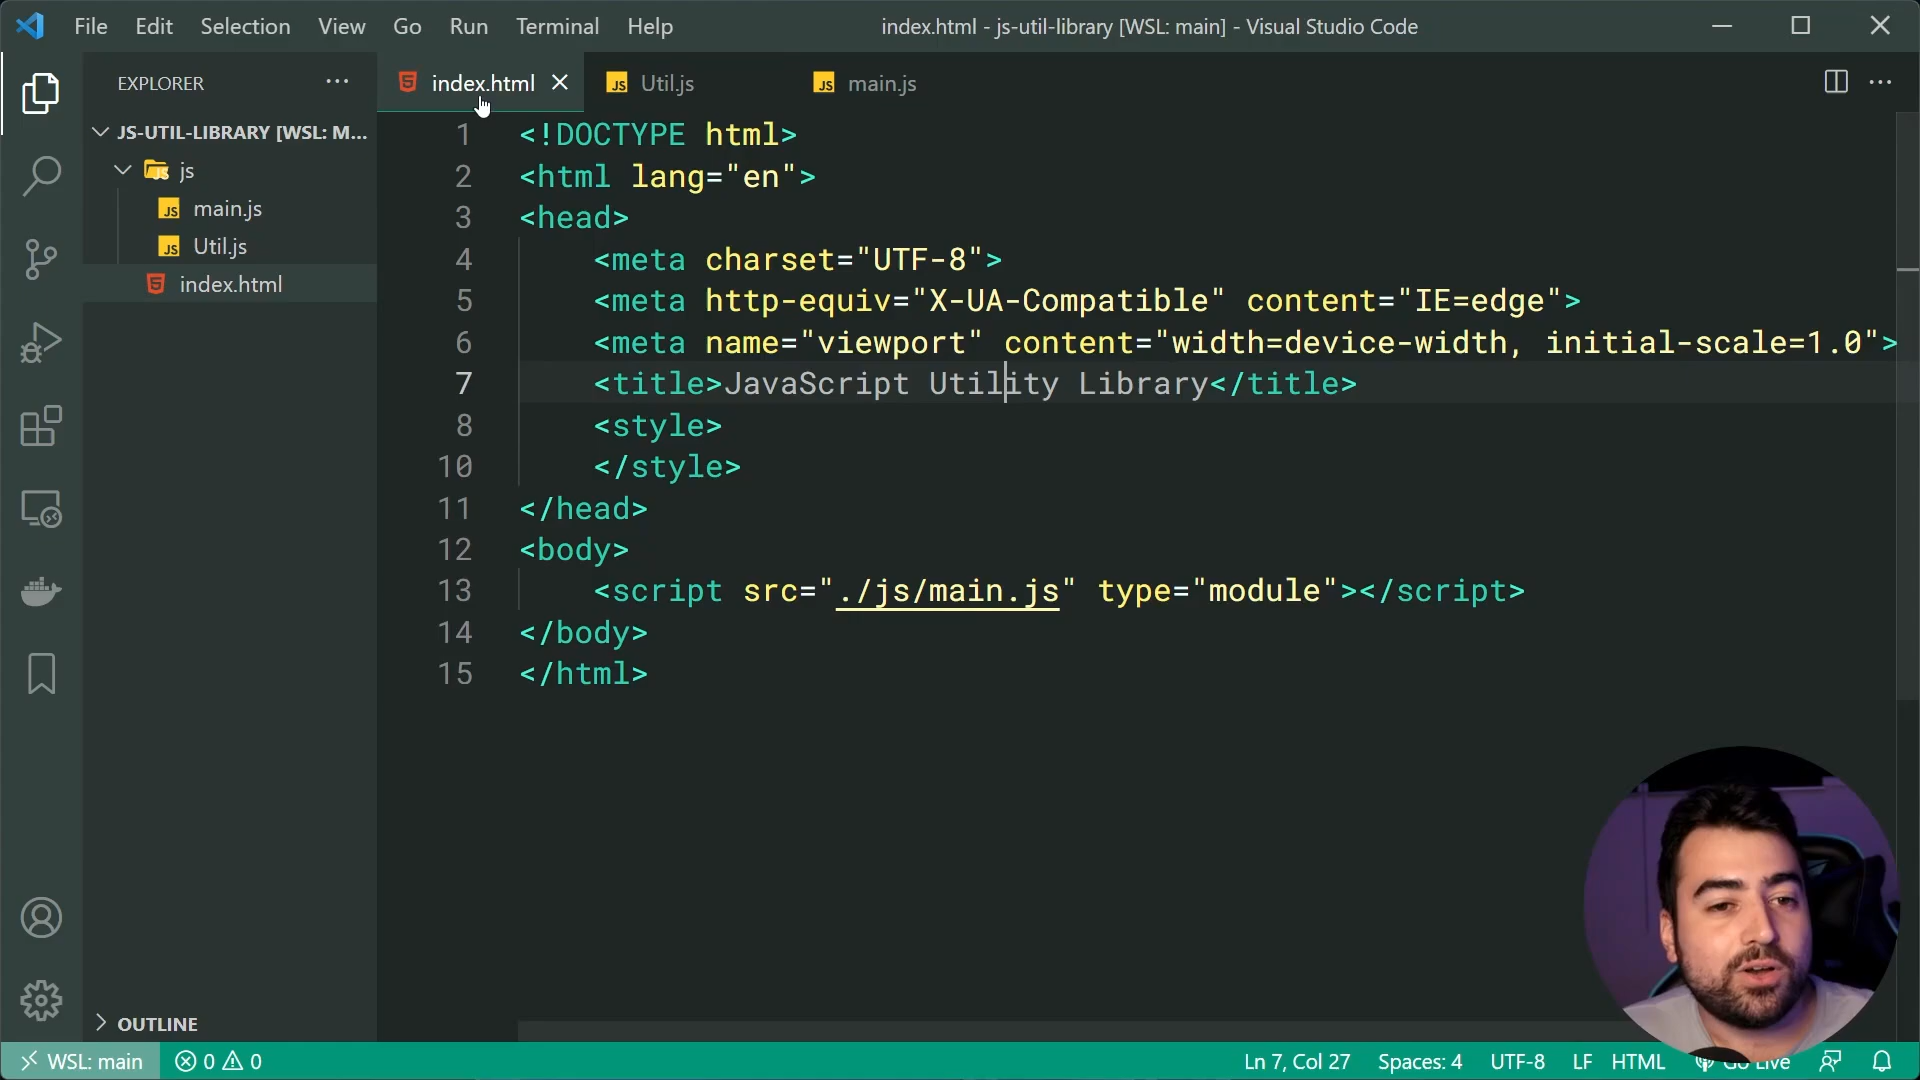 File Edit Selection View Go Run Terminal Help
index.html - js-util-library [WSL: main] - Visual Studio Code
EXPLORER
JS-UTIL-LIBRARY [WSL: M...
js
main.js
Util.js
index.html
OUTLINE
index.html
Util.js
main.js
1 <!DOCTYPE html>
2 <html lang="en">
3 <head>
4 <meta charset="UTF-8">
5 <meta http-equiv="X-UA-Compatible" content="IE=edge">
6 <meta name="viewport" content="width=device-width, initial-scale=1.0">
7 <title>JavaScript Utility Library</title>
8 <style>
10 </style>
11 </head>
12 <body>
13 <script src="./js/main.js" type="module"></script>
14 </body>
15 </html>
WSL: main 0 0 Ln 7, Col 27 Spaces: 4 UTF-8 LF HTML Go Live